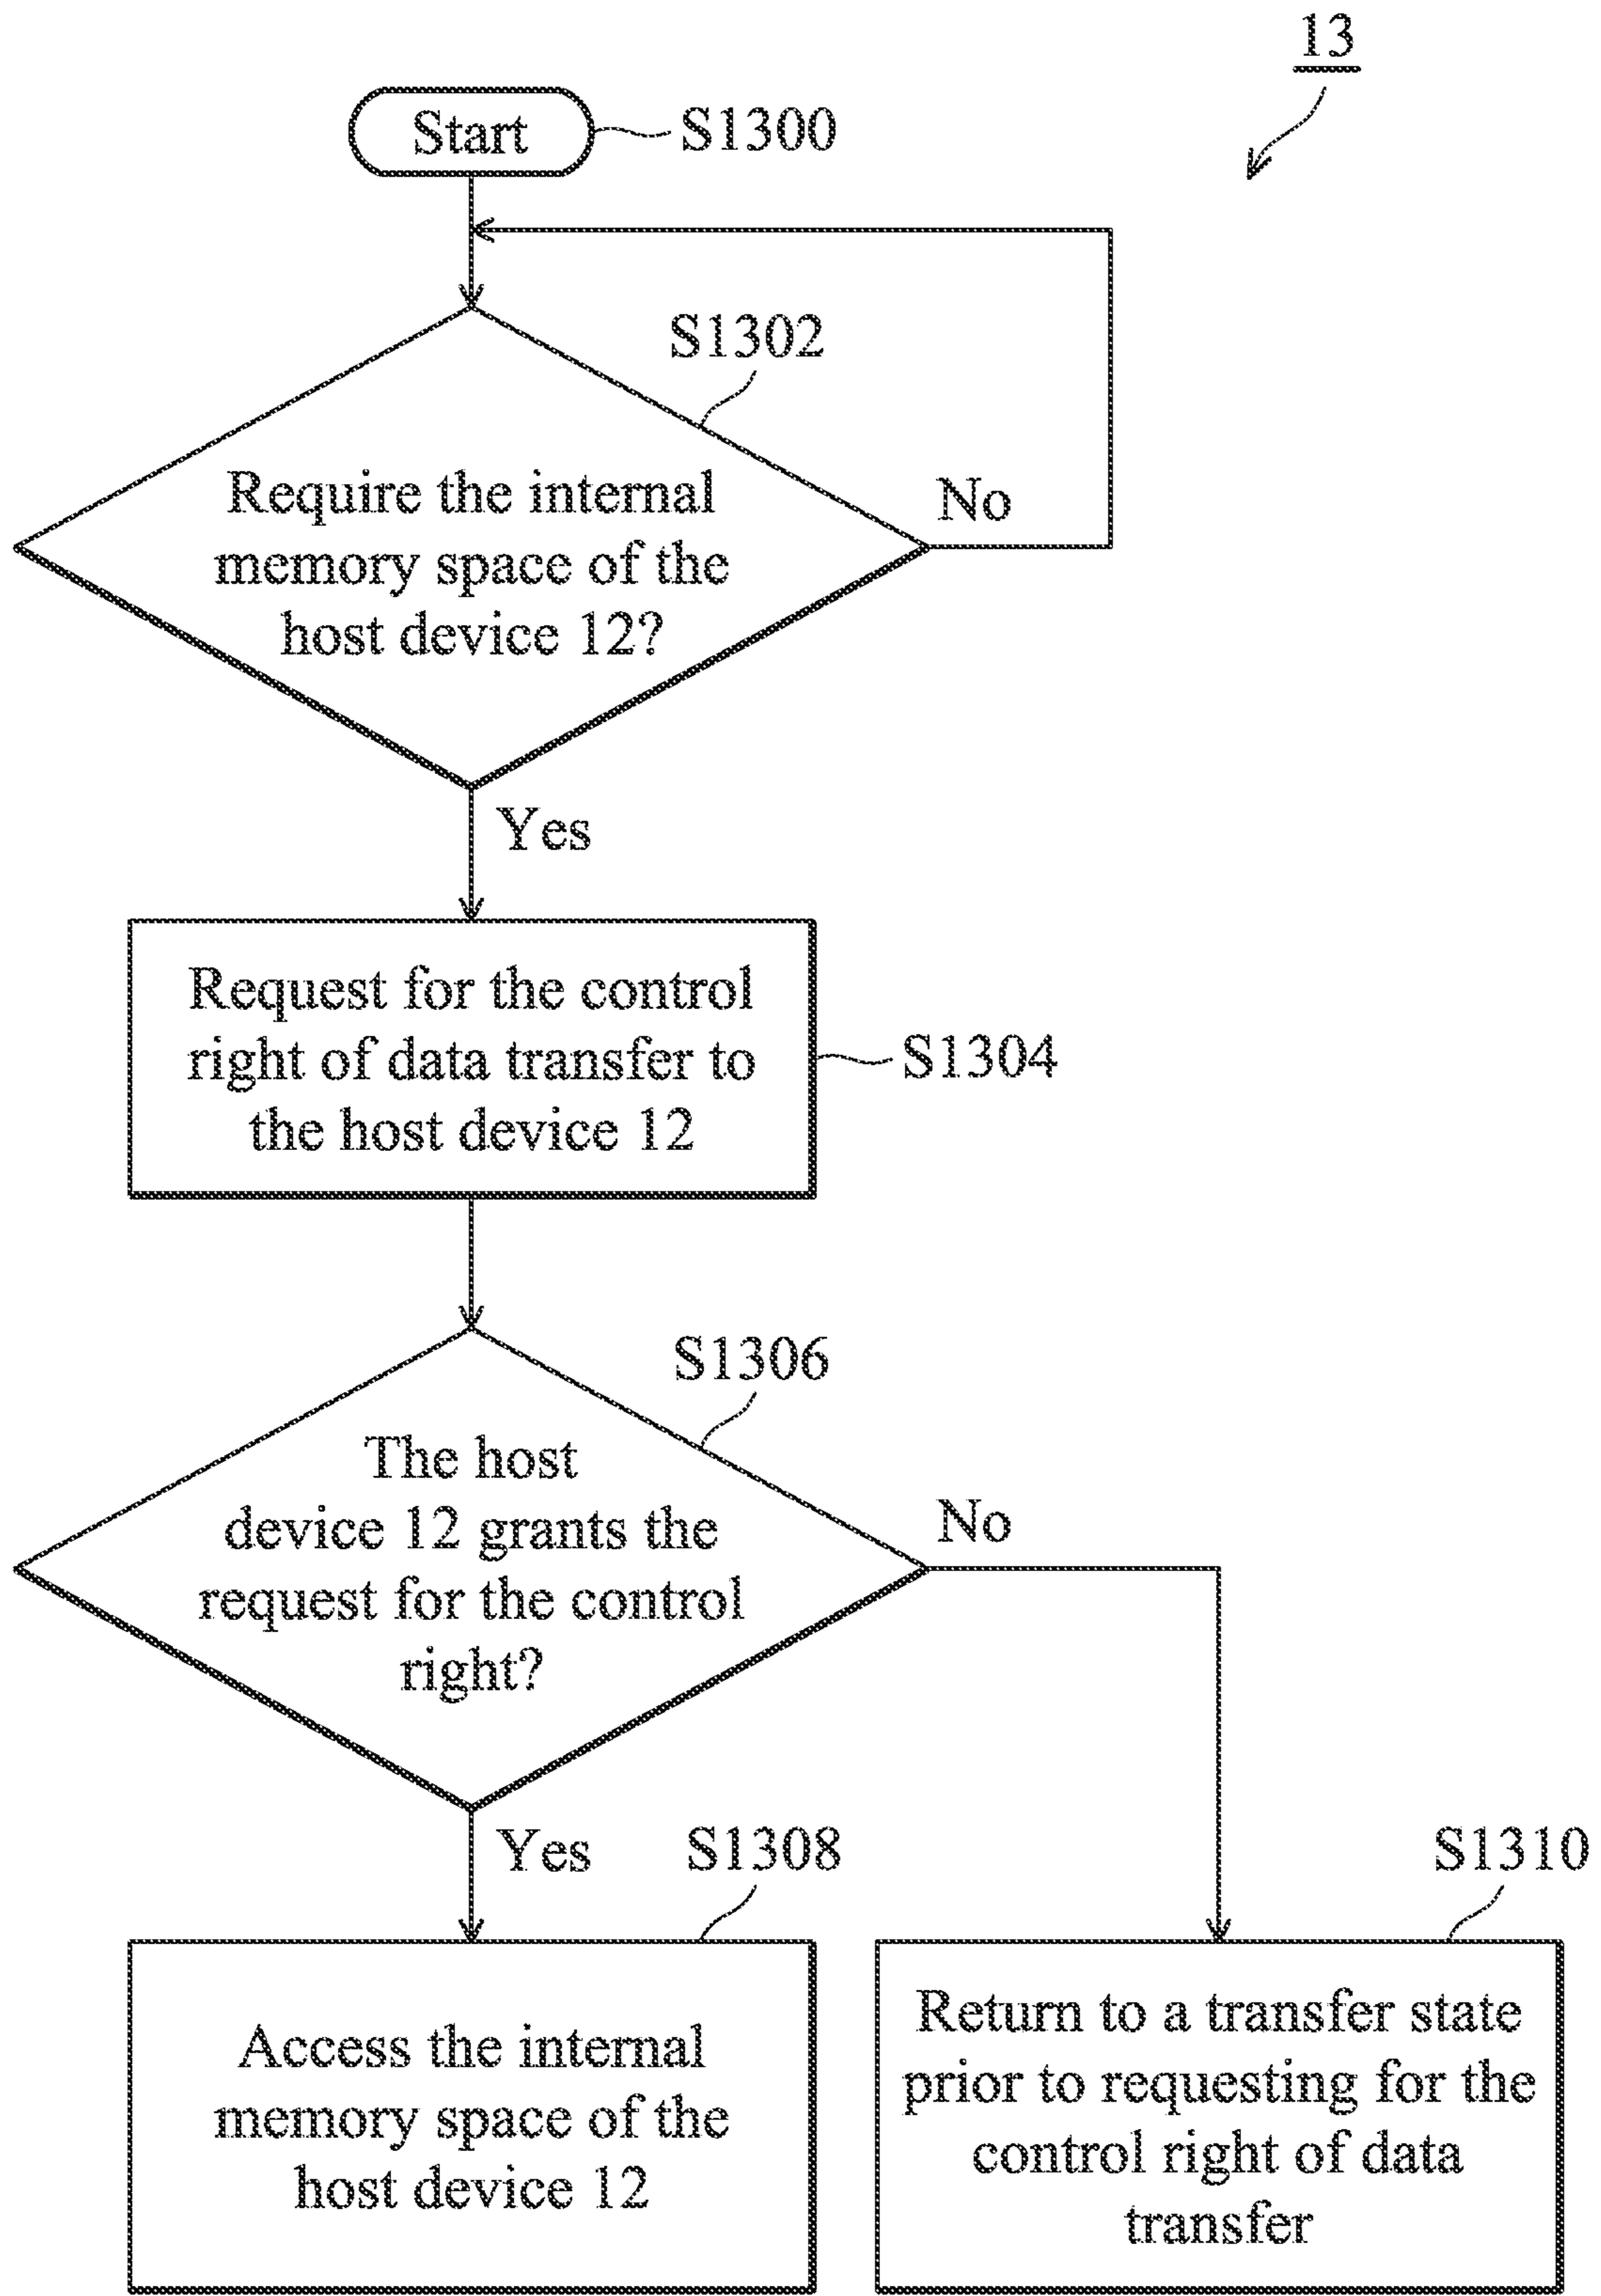 13
Start
S1300
S1302
Require the internal
memory space of the
host device 12?
No
Yes
Request for the control
right of data transfer to
the host device 12
S1304
S1306
The host
device 12 grants the
request for the control
right?
No
Yes
S1308
S1310
Access the internal
memory space of the
host device 12
Return to a transfer state
prior to requesting for the
control right of data
transfer